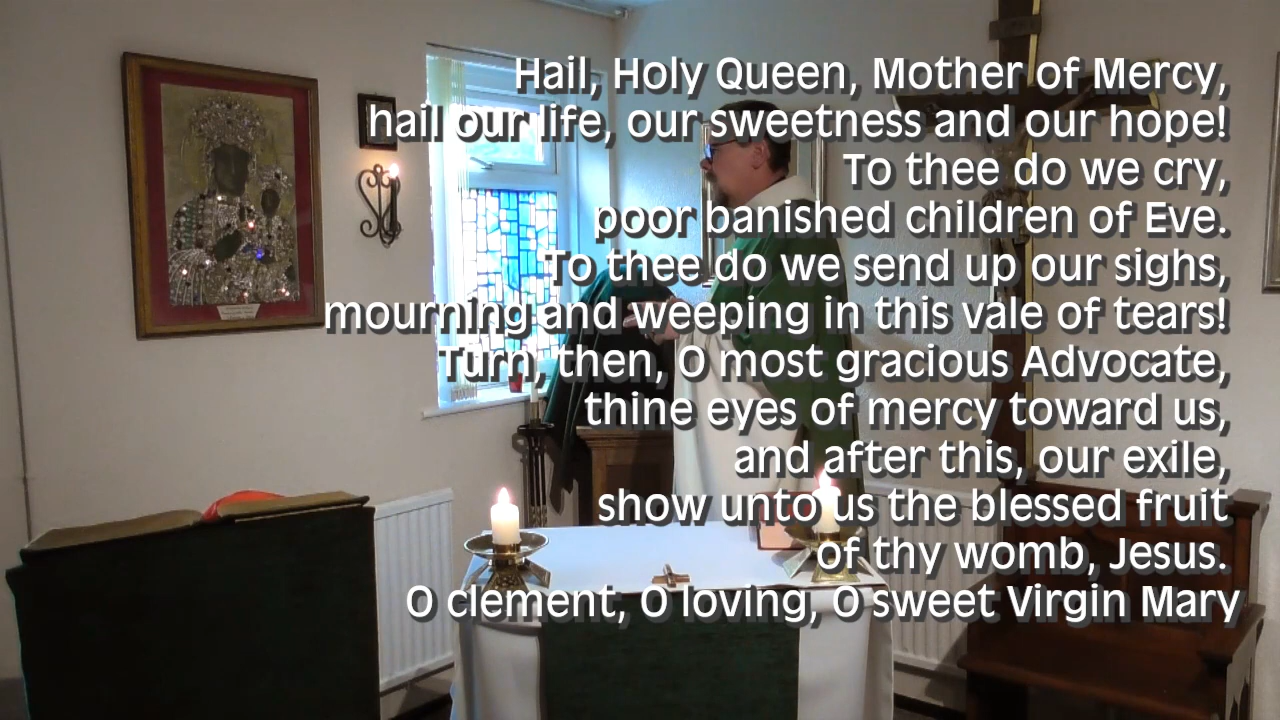 Hail, Holy Queen, Mother of Mercy,
hail our life, our sweetness and our hope!
To thee do we cry,
poor banished children of Eve.
To thee do we send up our sighs,
mourning and weeping in this vale of tears!
Turn, then, O most gracious Advocate,
thine eyes of mercy toward us,
and after this, our exile,
show unto us the blessed fruit
of thy womb, Jesus.
O clement, O loving, O sweet Virgin Mary